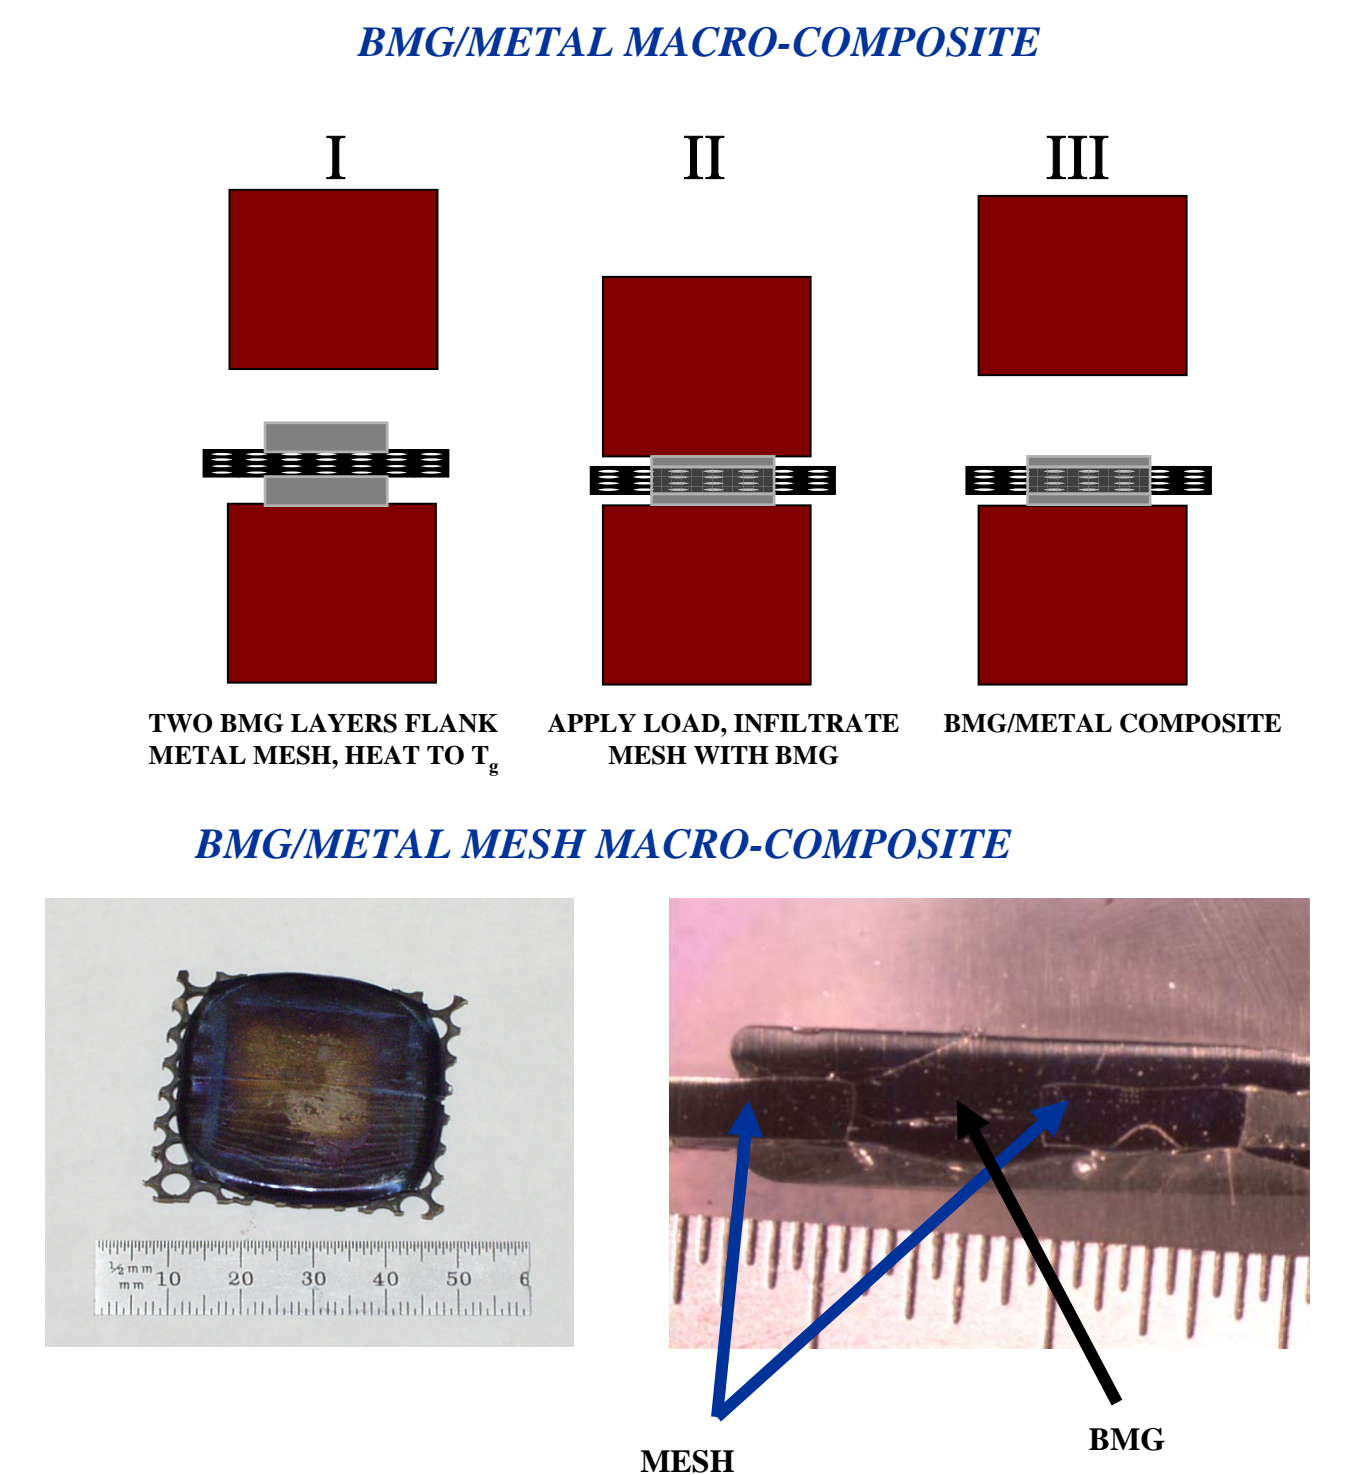 BMG/METAL MACRO-COMPOSITE
I II III
TWO BMG LAYERS FLANK
METAL MESH, HEAT TO Tg
APPLY LOAD, INFILTRATE
MESH WITH BMG
BMG/METAL COMPOSITE
BMG/METAL MESH MACRO-COMPOSITE
½ mm
mm 10 20 30 40 50 6
MESH
BMG